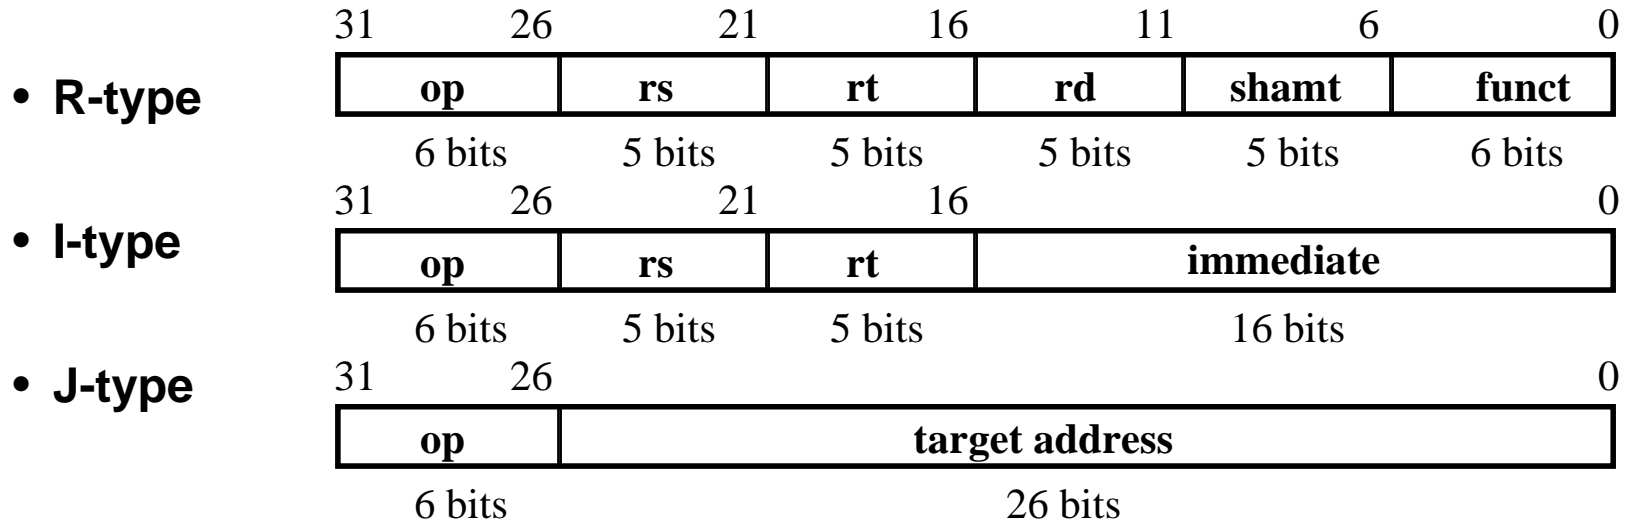 31 26 21 16 11 6 0
• R-type op rs rt rd shamt funct
6 bits 5 bits 5 bits 5 bits 5 bits 6 bits
31 26 21 16 0
• I-type op rs rt immediate
6 bits 5 bits 5 bits 16 bits
31 26 0
• J-type op target address
6 bits 26 bits